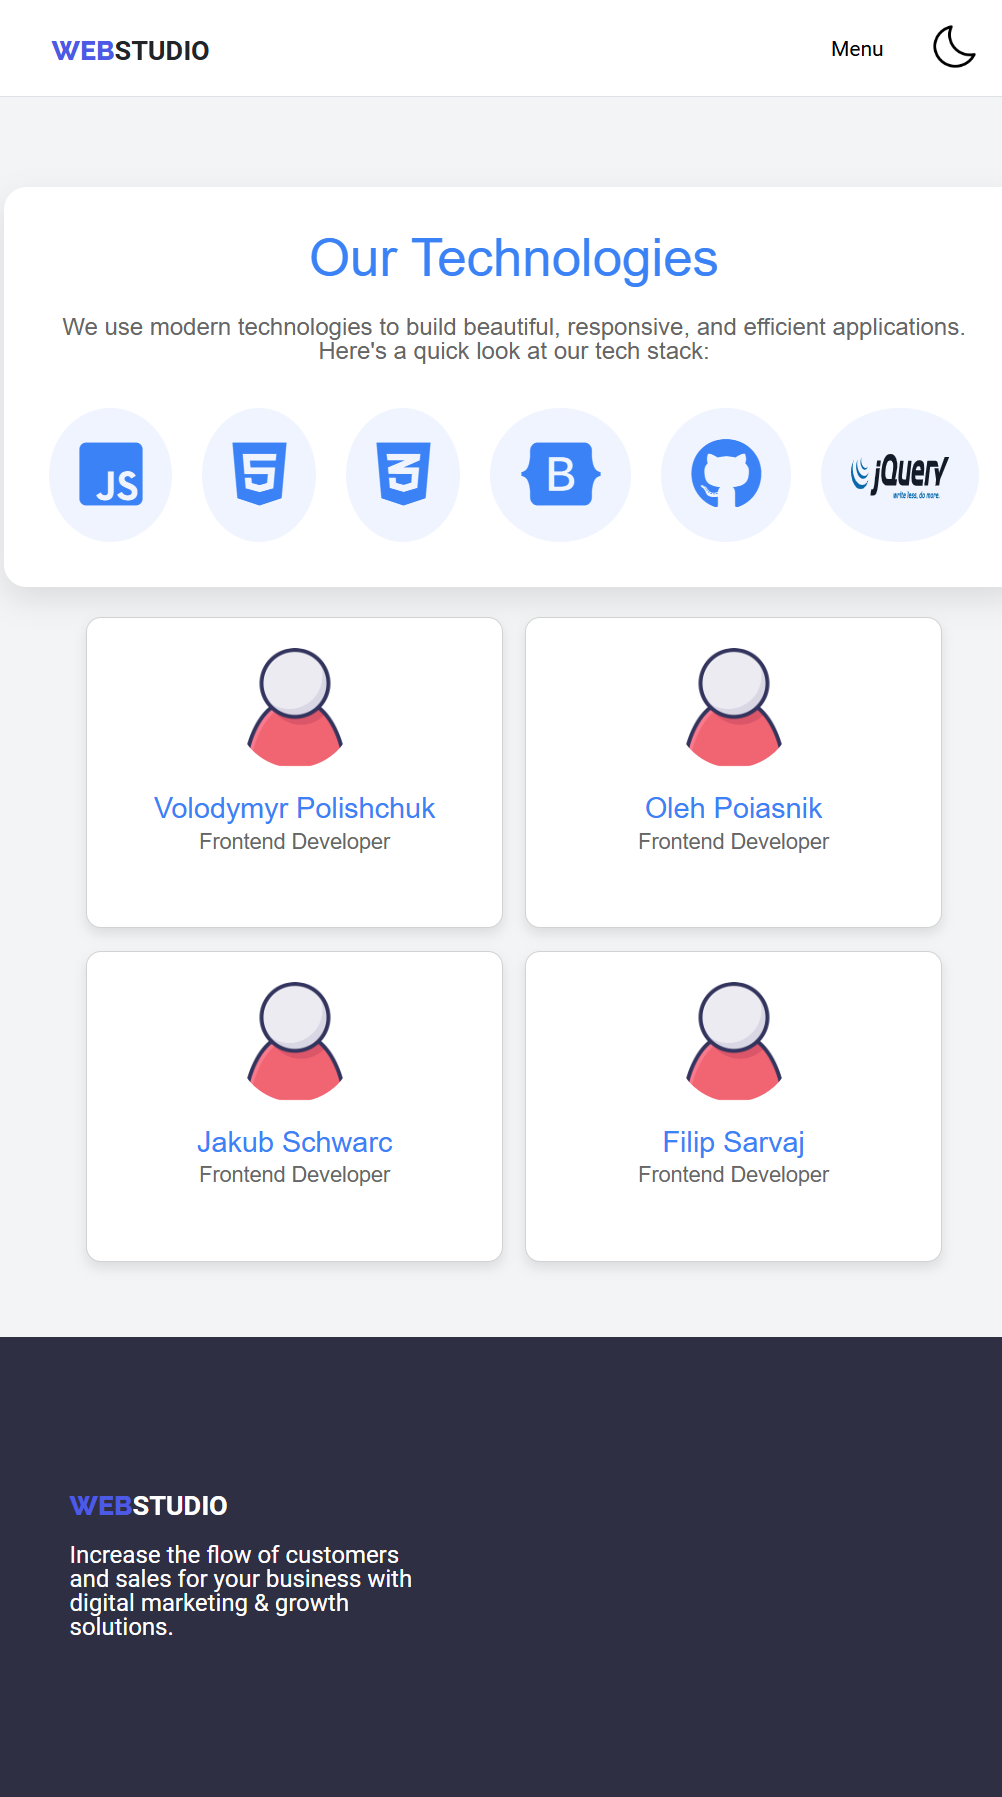 WEBSTUDIO
Menu
Our Technologies
We use modern technologies to build beautiful, responsive, and efficient applications.
Here's a quick look at our tech stack:
JS
5
3
B
jQuery
write less, do more.
Volodymyr Polishchuk
Frontend Developer
Oleh Poiasnik
Frontend Developer
Jakub Schwarc
Frontend Developer
Filip Sarvaj
Frontend Developer
WEBSTUDIO
Increase the flow of customers
and sales for your business with
digital marketing & growth
solutions.